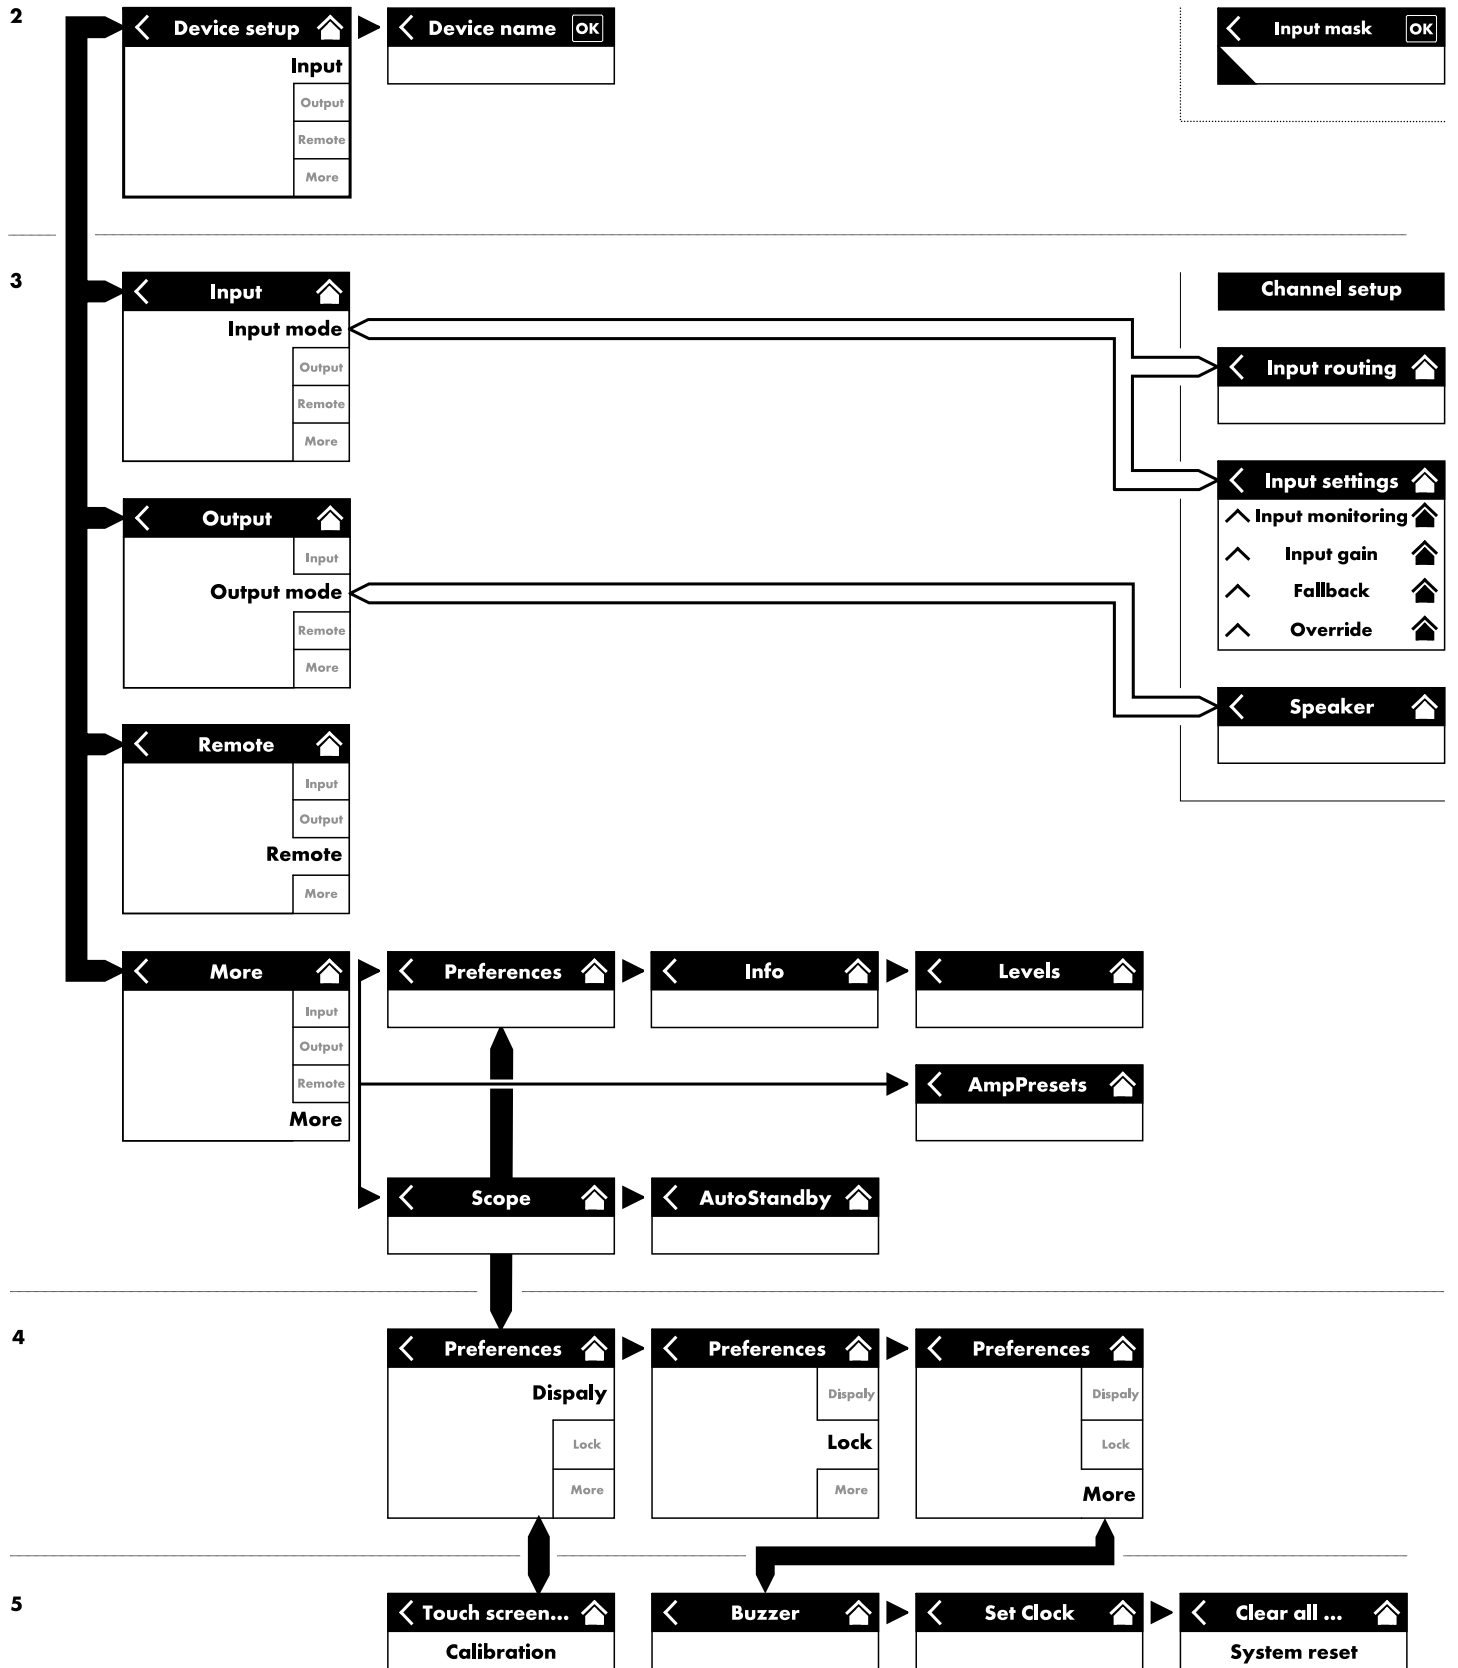 2
Device setup
Device name OK
Input mask OK
Input
Output
Remote
More
3
Input
Channel setup
Input mode
Output
Input routing
Remote
More
Input settings
Input monitoring
Output
Input
Input gain
Output mode
Fallback
Remote
Override
More
Speaker
Remote
Input
Output
Remote
More
More
Preferences
Info
Levels
Input
Output
Remote
AmpPresets
More
Scope
AutoStandby
4
Preferences
Preferences
Preferences
Dispaly
Dispaly
Dispaly
Lock
Lock
Lock
More
More
More
5
Touch screen...
Buzzer
Set Clock
Clear all ...
Calibration
System reset